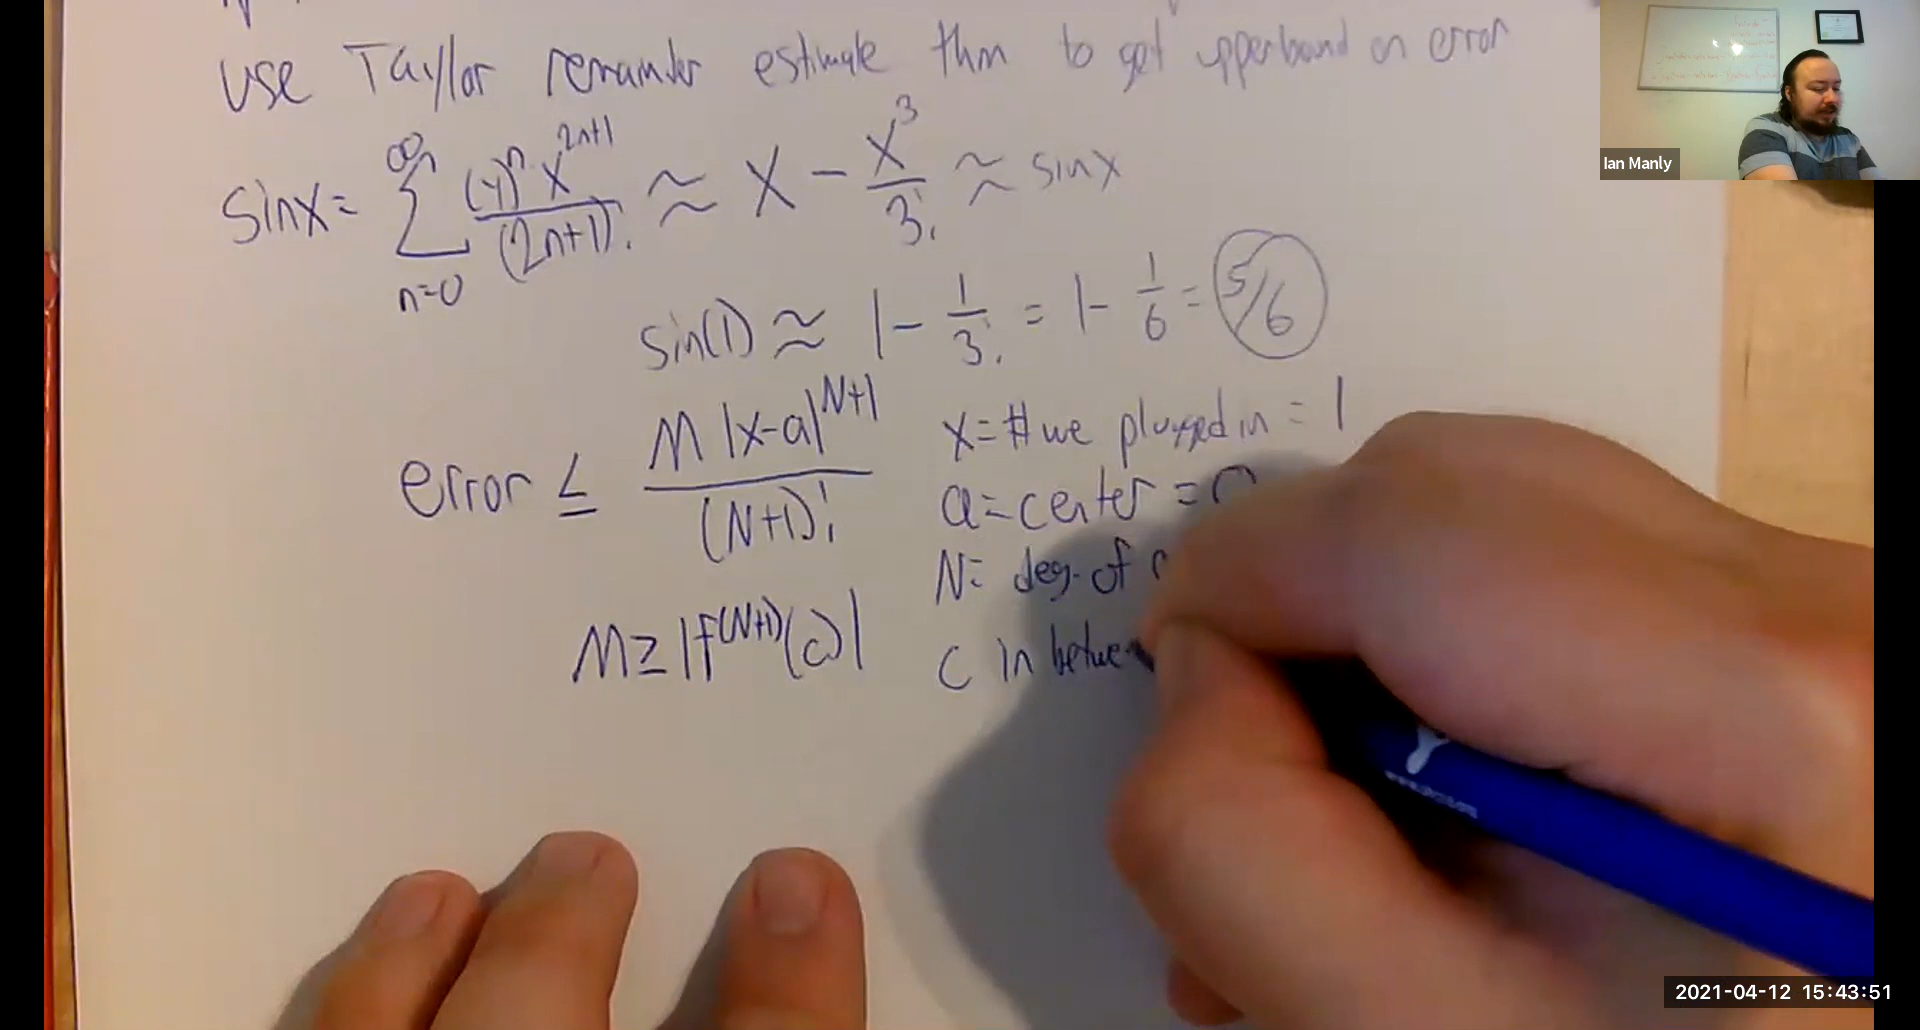 use Taylor remainder estimate thm to get upperbound on error
sinx = ∞ Σ n=0 (-1)^n x^(2n+1) / (2n+1)! ≈ x - x^3/3! ≈ sinx
sin(1) ≈ 1 - 1/3! = 1 - 1/6 = 5/6
error ≤ M|x-a|^(N+1) / (N+1)!
x = # we plugged in = 1
a = center = 0
N = deg. of
M ≥ |f^(N+1)(c)|
c in betwe
Ian Manly
2021-04-12 15:43:51